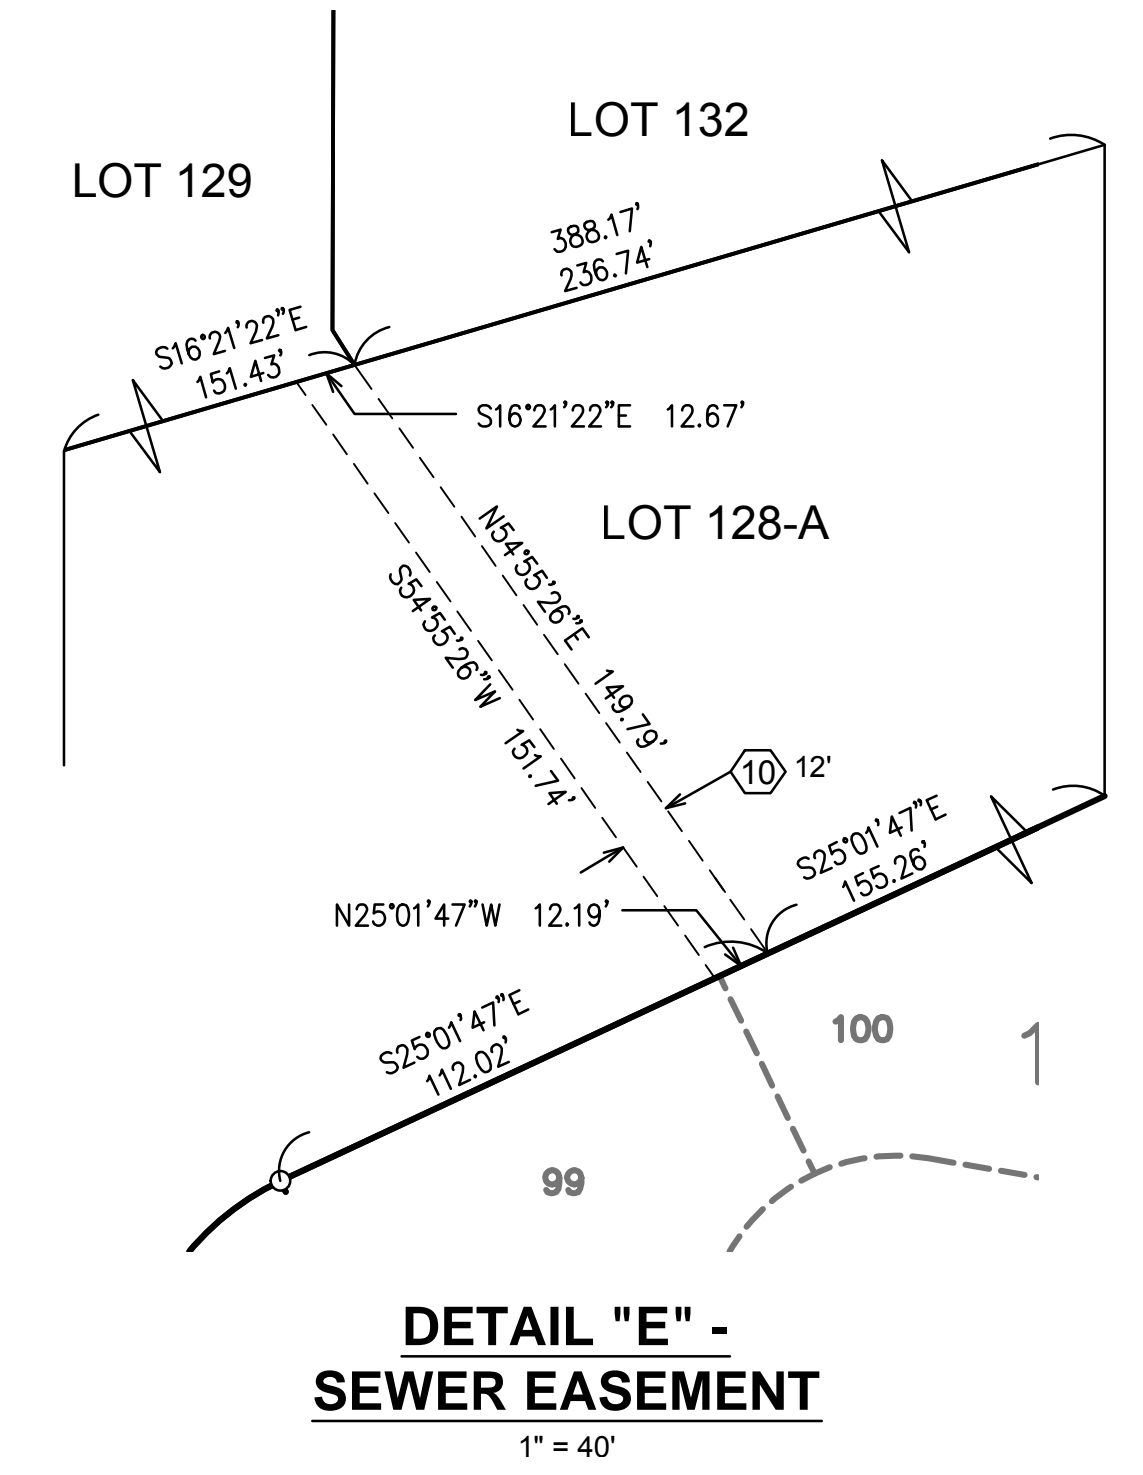 LOT 132
LOT 129
388.17'
236.74'
S16°21'22"E
151.43'
S16°21'22"E 12.67'
LOT 128-A
N54°55'26"E 149.79'
S54°55'26"W 151.74'
10 12'
S25°01'47"E
155.26'
N25°01'47"W 12.19'
S25°01'47"E
112.02'
100
1
99
DETAIL "E" -
SEWER EASEMENT
1" = 40'